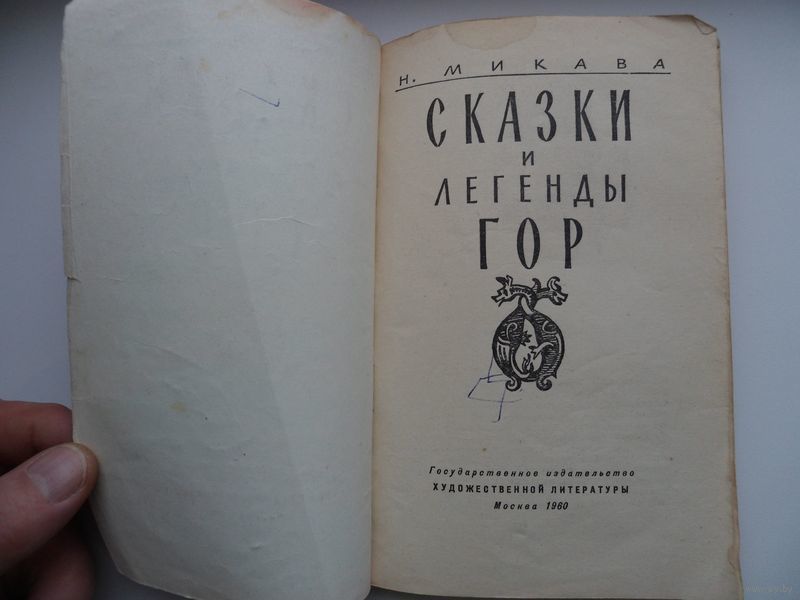 Н. МИКАВА
СКАЗКИ
И
ЛЕГЕНДЫ
ГОР
Государственное издательство
ХУДОЖЕСТВЕННОЙ ЛИТЕРАТУРЫ
Москва 1960